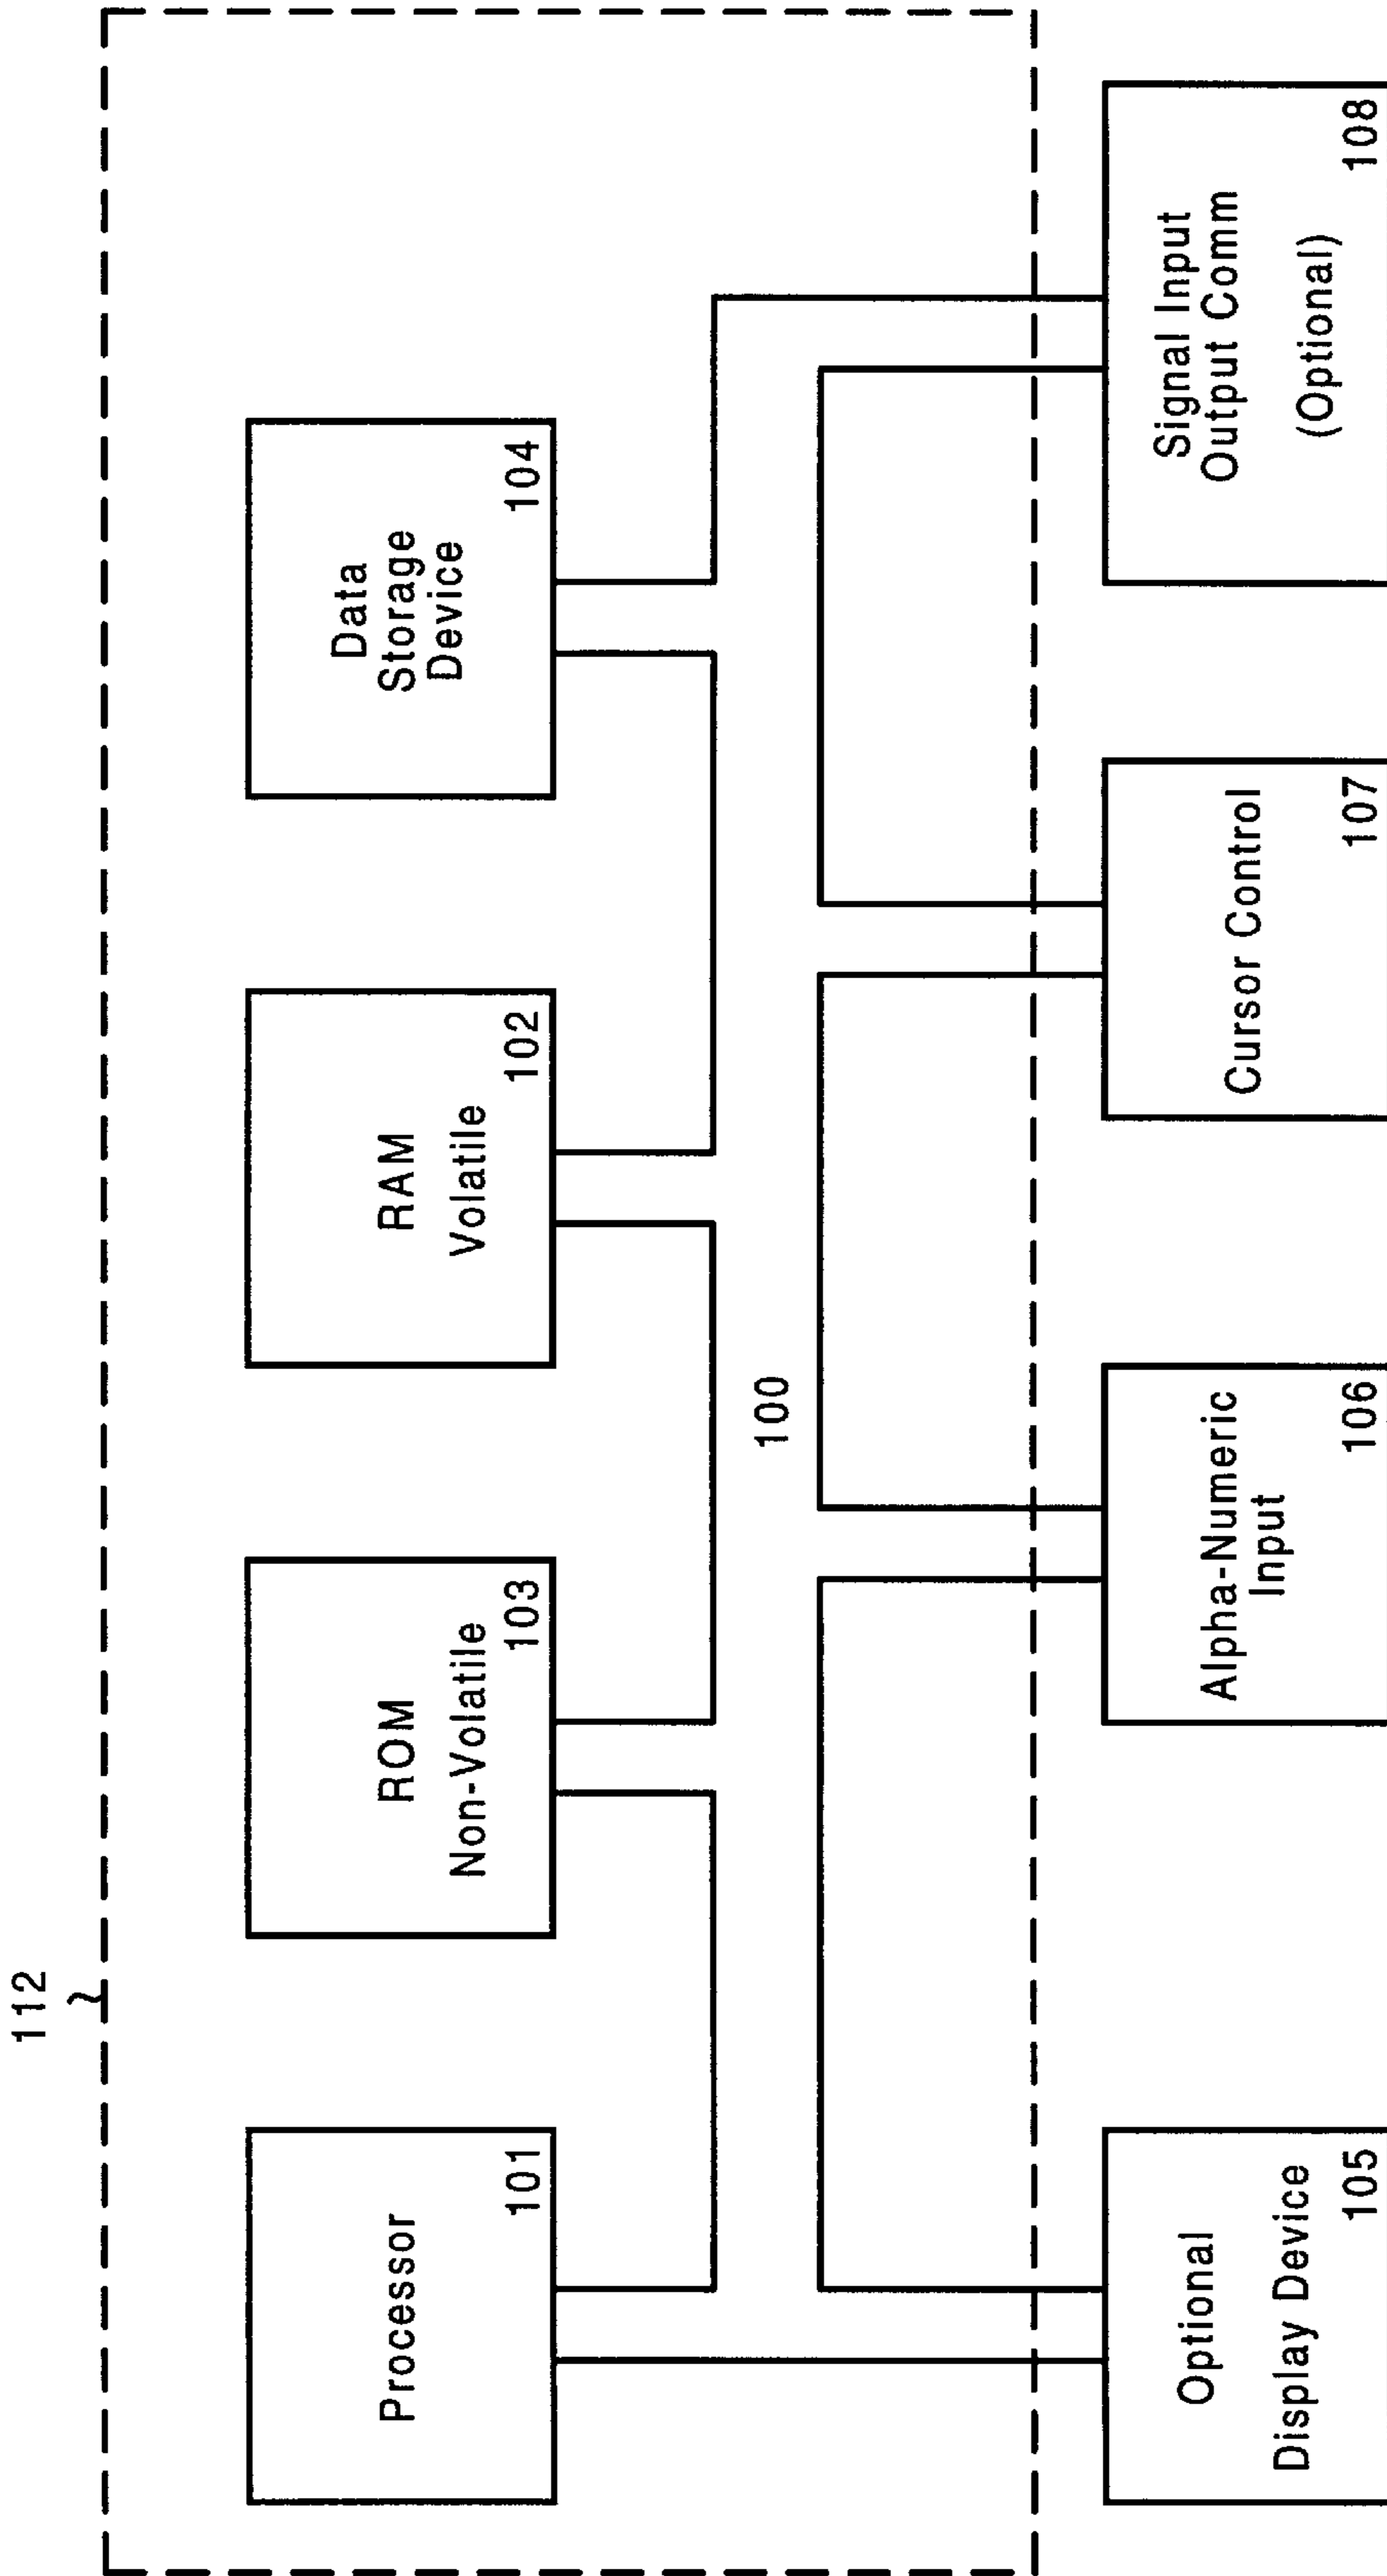 112
Processor
101
ROM
Non-Volatile
103
RAM
Volatile
102
Data
Storage
Device
104
100
Optional
Display Device
105
Alpha-Numeric
Input
106
Cursor Control
107
Signal Input
Output Comm
(Optional)
108